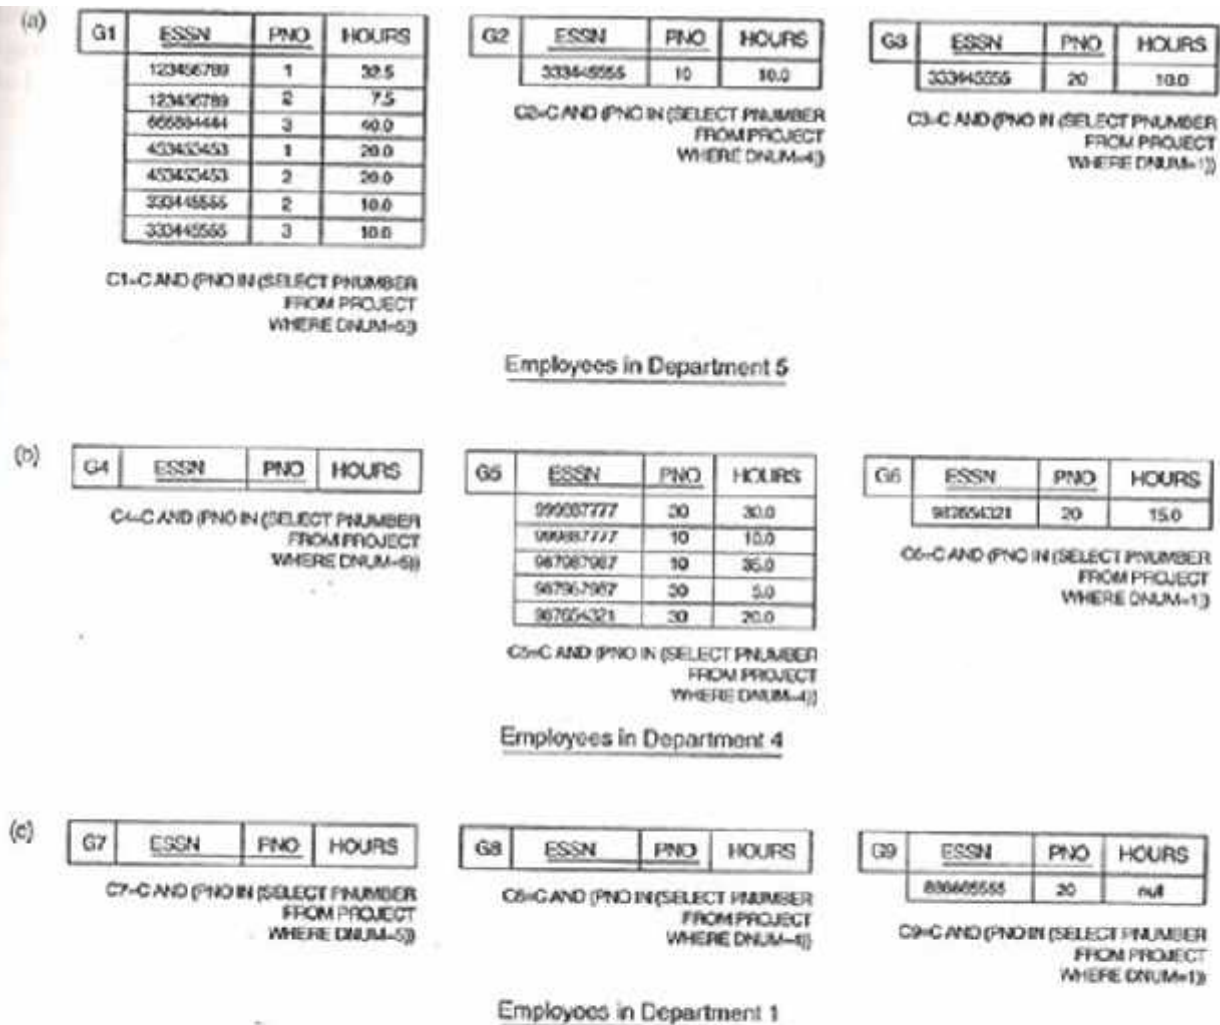 (a)
G1 ESSN PNO HOURS
123456789 1 32.5
123456789 2 7.5
666884444 3 40.0
453453453 1 20.0
453453453 2 20.0
333445555 2 10.0
333445555 3 10.0
C1=C AND (PNO IN (SELECT PNUMBER
FROM PROJECT
WHERE DNUM=5))
G2 ESSN PNO HOURS
333445555 10 10.0
C2=C AND (PNO IN (SELECT PNUMBER
FROM PROJECT
WHERE DNUM=4))
G3 ESSN PNO HOURS
333445555 20 10.0
C3=C AND (PNO IN (SELECT PNUMBER
FROM PROJECT
WHERE DNUM=1))
Employees in Department 5
(b)
G4 ESSN PNO HOURS
C4=C AND (PNO IN (SELECT PNUMBER
FROM PROJECT
WHERE DNUM=5))
G5 ESSN PNO HOURS
999887777 30 30.0
999887777 10 10.0
987987987 10 35.0
987987987 30 5.0
987654321 30 20.0
C5=C AND (PNO IN (SELECT PNUMBER
FROM PROJECT
WHERE DNUM=4))
G6 ESSN PNO HOURS
987654321 20 15.0
C6=C AND (PNO IN (SELECT PNUMBER
FROM PROJECT
WHERE DNUM=1))
Employees in Department 4
(c)
G7 ESSN PNO HOURS
C7=C AND (PNO IN (SELECT PNUMBER
FROM PROJECT
WHERE DNUM=5))
G8 ESSN PNO HOURS
C8=C AND (PNO IN (SELECT PNUMBER
FROM PROJECT
WHERE DNUM=4))
G9 ESSN PNO HOURS
888665555 20 null
C9=C AND (PNO IN (SELECT PNUMBER
FROM PROJECT
WHERE DNUM=1))
Employees in Department 1